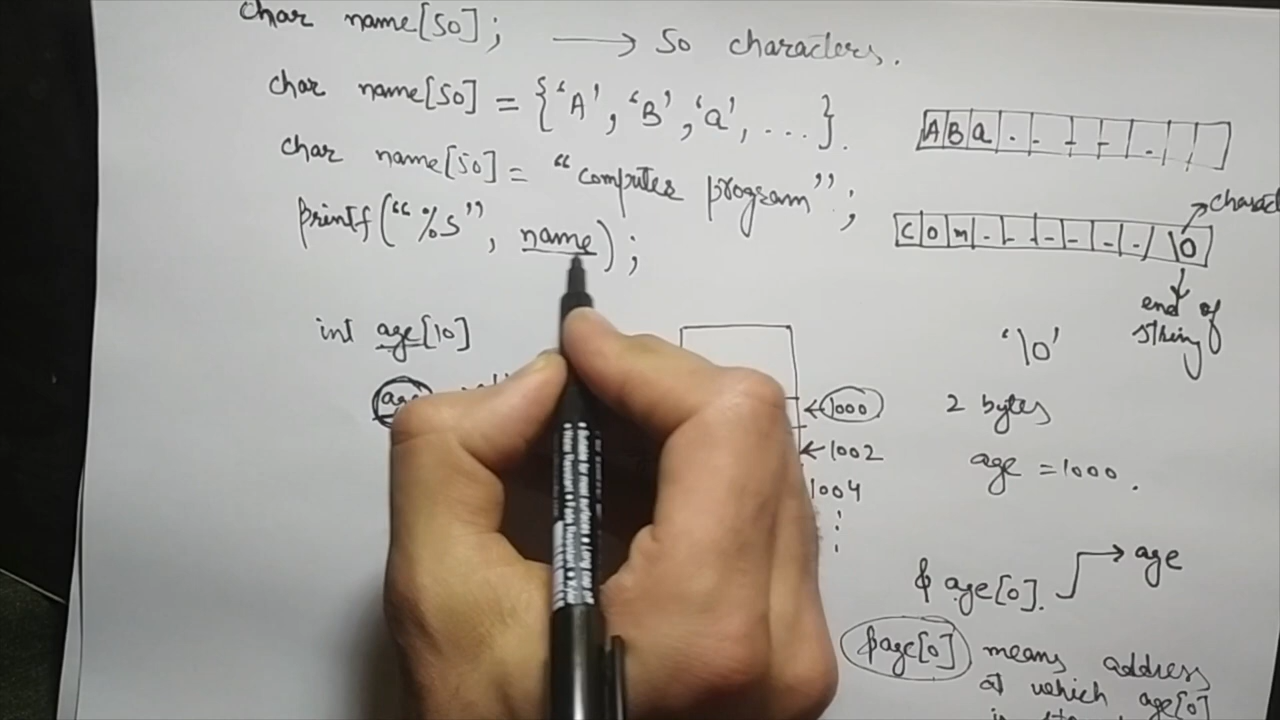 char name[50]; → 50 characters.
char name[50] = {'A', 'B', 'a', ...}.
char name[50] = "computer program";
printf("%s", name);
int age[10]
age
A B a . - - - - . 
c o m . - - - - - - \0
end of
string
'\0'
1000
1002
1004
2 bytes
age = 1000.
& age[0]. → age
&age[0] means address
at which age[0]